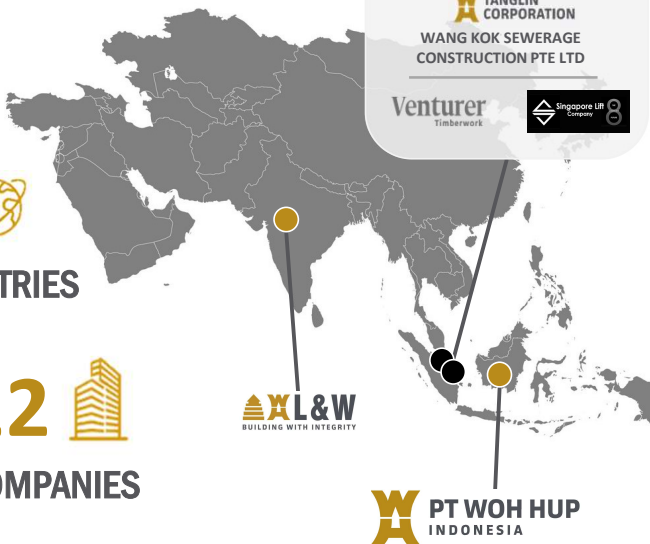 TANGLIN
CORPORATION
WANG KOK SEWERAGE
CONSTRUCTION PTE LTD
Venturer
Timberwork
Singapore Lift
Company
TRIES
2
OMPANIES
L&W
BUILDING WITH INTEGRITY
PT WOH HUP
INDONESIA